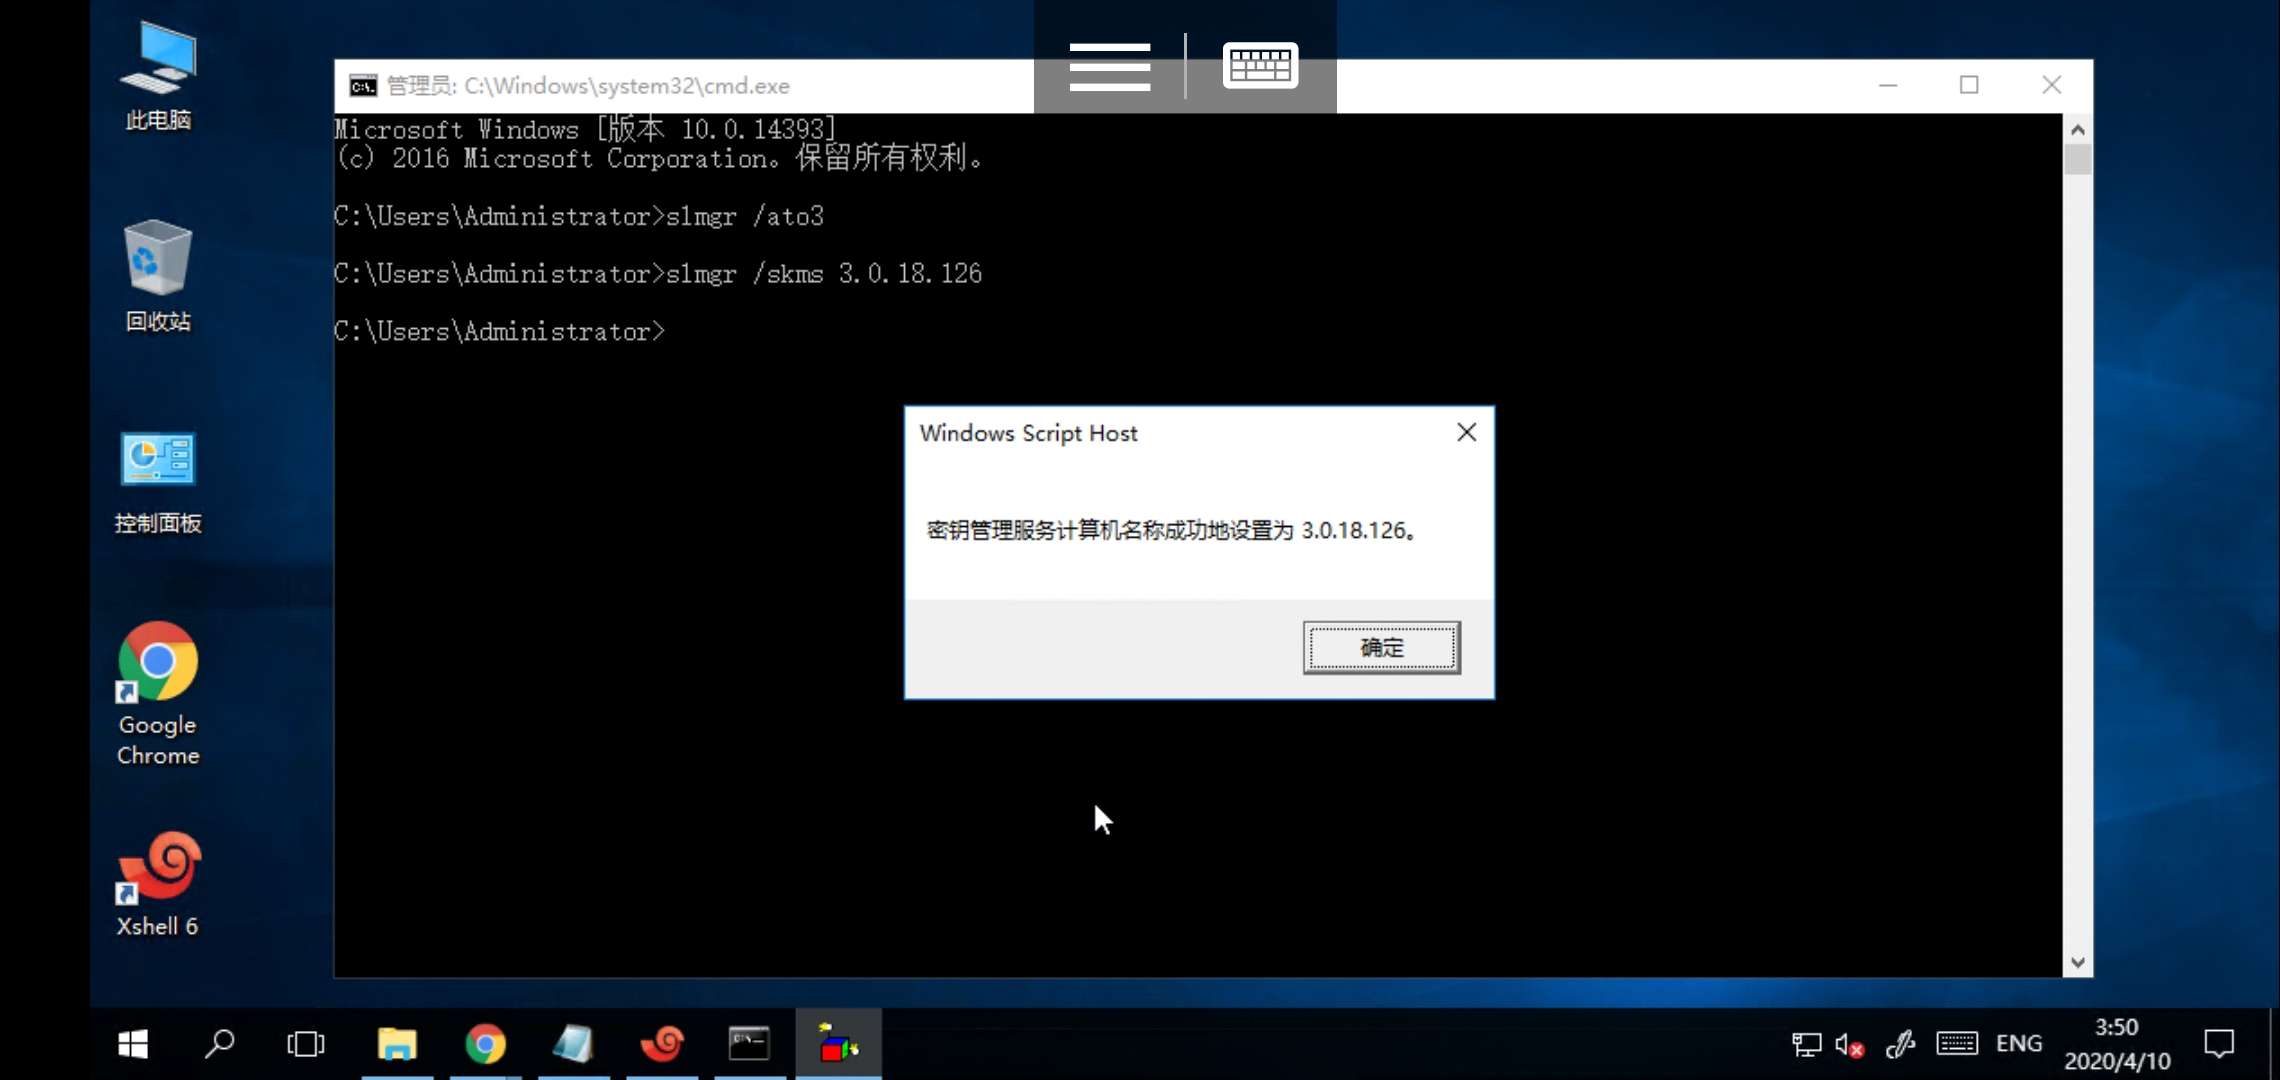 此电脑
回收站
控制面板
Google
Chrome
Xshell 6
管理员: C:\Windows\system32\cmd.exe
Microsoft Windows [版本 10.0.14393]
(c) 2016 Microsoft Corporation。保留所有权利。
C:\Users\Administrator>slmgr /ato3
C:\Users\Administrator>slmgr /skms 3.0.18.126
C:\Users\Administrator>
Windows Script Host
密钥管理服务计算机名称成功地设置为 3.0.18.126。
确定
ENG
3:50
2020/4/10